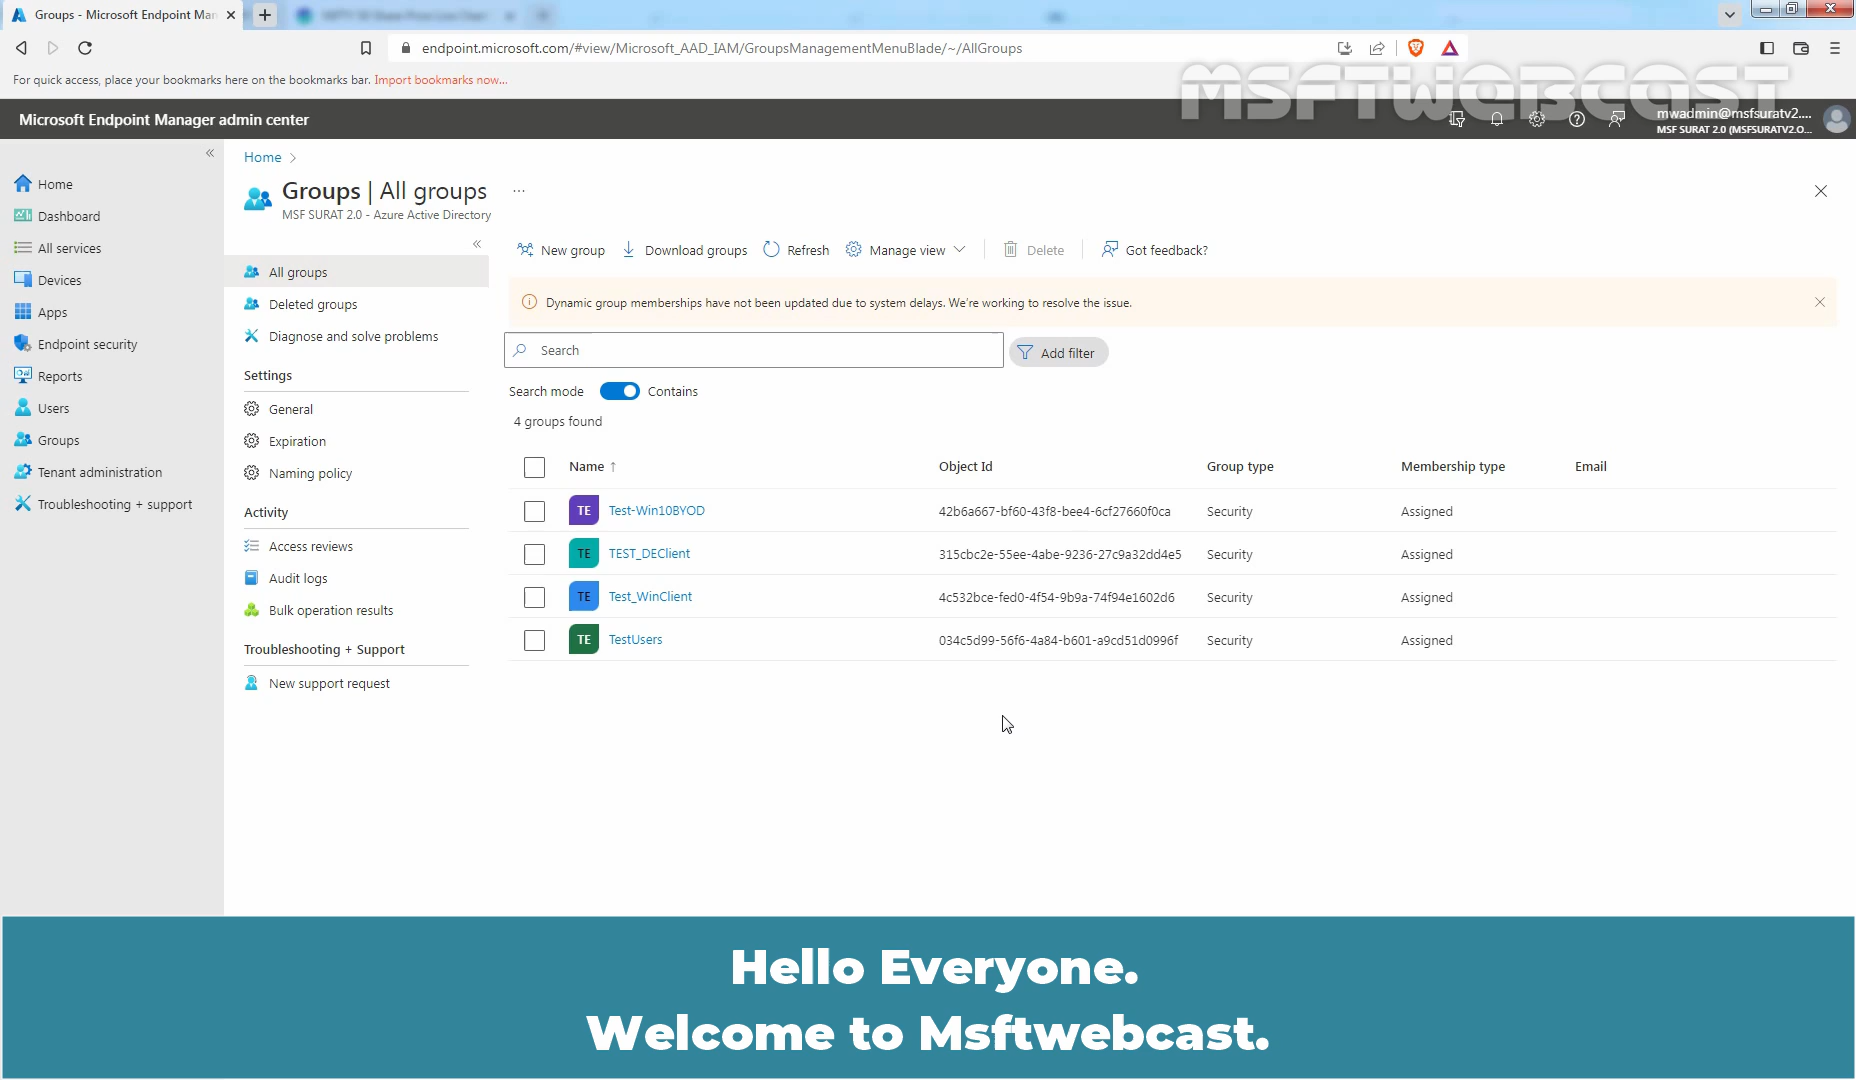 Groups - Microsoft Endpoint Man
endpoint.microsoft.com/#view/Microsoft_AAD_IAM/GroupsManagementMenuBlade/~/AllGroups
For quick access, place your bookmarks here on the bookmarks bar. Import bookmarks now...
MSFTWEBCAST
Microsoft Endpoint Manager admin center
mwadmin@msfsuratv2....
MSF SURAT 2.0 (MSFSURATV2.O...
Home
Dashboard
All services
Devices
Apps
Endpoint security
Reports
Users
Groups
Tenant administration
Troubleshooting + support
Home
Groups | All groups ...
MSF SURAT 2.0 - Azure Active Directory
All groups
Deleted groups
Diagnose and solve problems
Settings
General
Expiration
Naming policy
Activity
Access reviews
Audit logs
Bulk operation results
Troubleshooting + Support
New support request
New group Download groups Refresh Manage view Delete Got feedback?
Dynamic group memberships have not been updated due to system delays. We're working to resolve the issue.
Search Add filter
Search mode Contains
4 groups found
Name ↑ Object Id Group type Membership type Email
TE Test-Win10BYOD 42b6a667-bf60-43f8-bee4-6cf27660f0ca Security Assigned
TE TEST_DEClient 315cbc2e-55ee-4abe-9236-27c9a32dd4e5 Security Assigned
TE Test_WinClient 4c532bce-fed0-4f54-9b9a-74f94e1602d6 Security Assigned
TE TestUsers 034c5d99-56f6-4a84-b601-a9cd51d0996f Security Assigned
Hello Everyone.
Welcome to Msftwebcast.